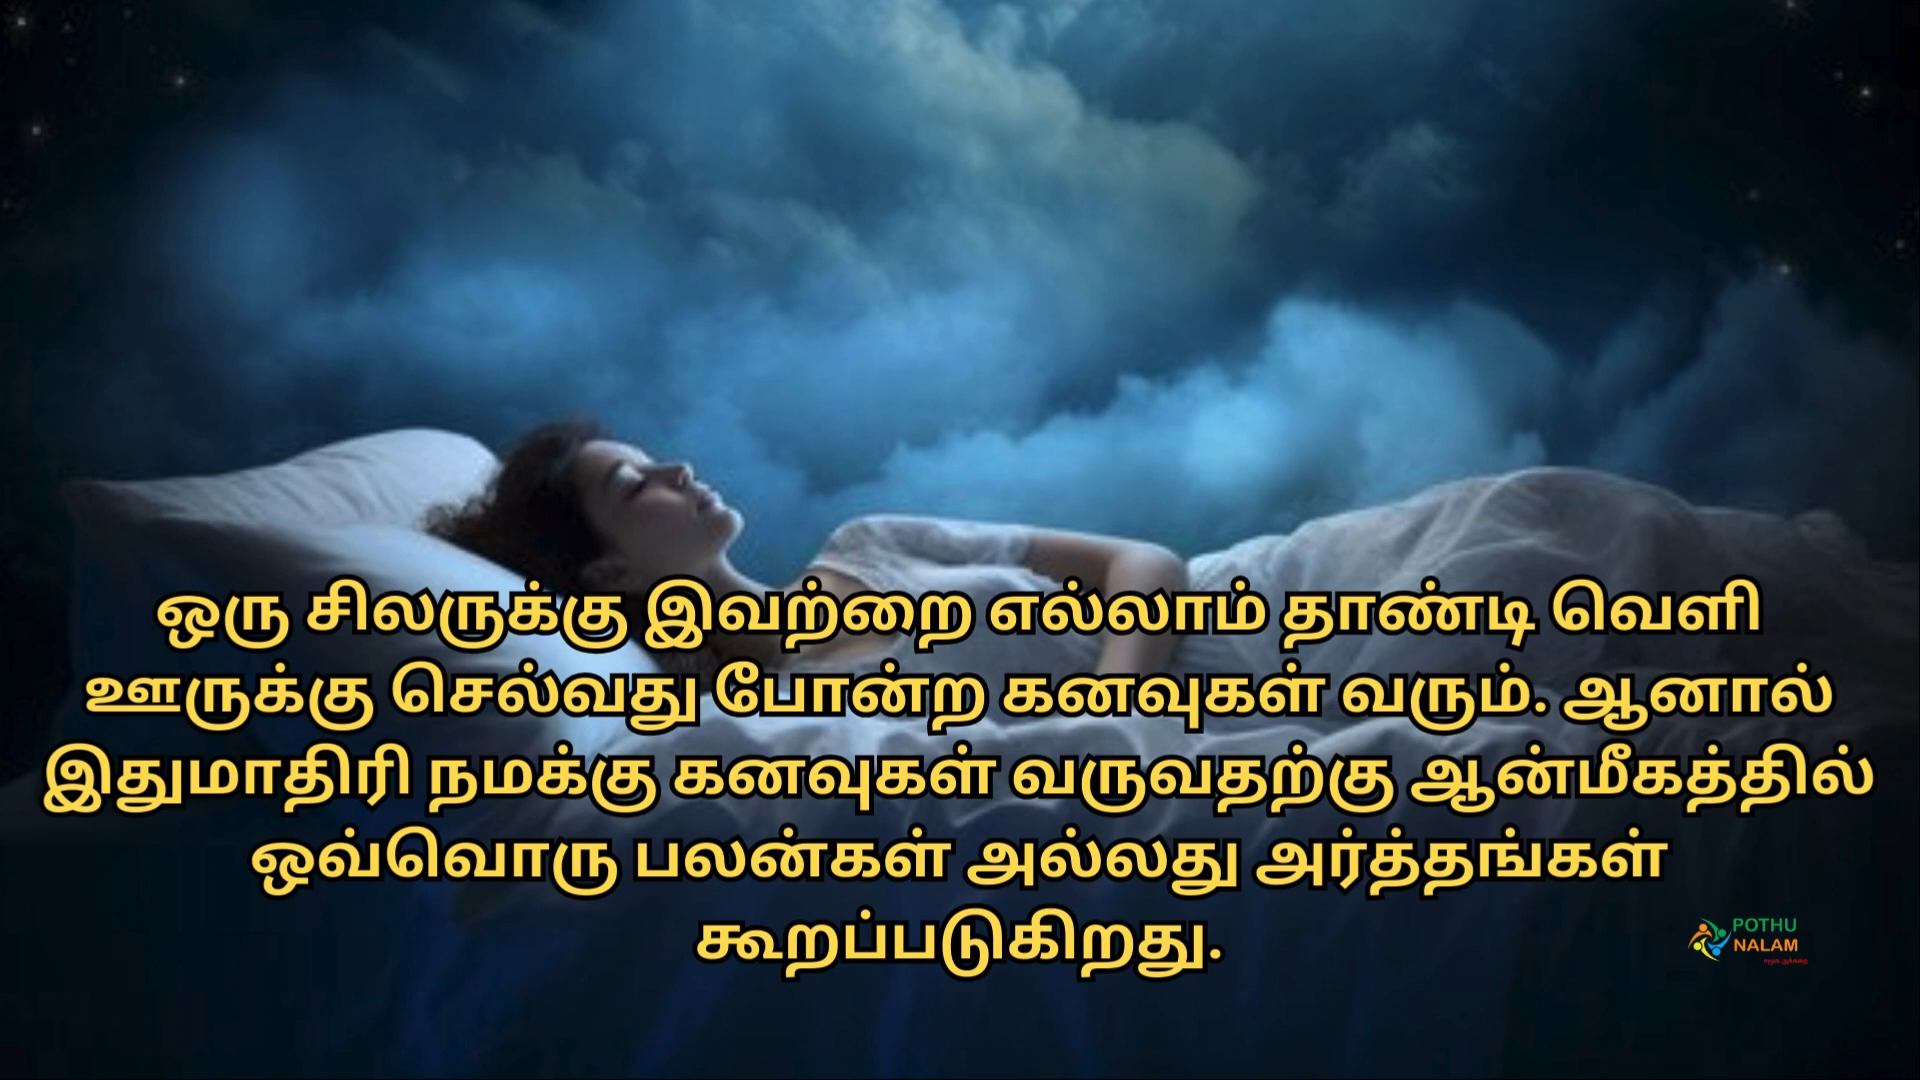 ஒரு சிலருக்கு இவற்றை எல்லாம் தாண்டி வெளி
ஊருக்கு செல்வது போன்ற கனவுகள் வரும். ஆனால்
இதுமாதிரி நமக்கு கனவுகள் வருவதற்கு ஆன்மீகத்தில்
ஒவ்வொரு பலன்கள் அல்லது அர்த்தங்கள்
கூறப்படுகிறது.
POTHU
NALAM